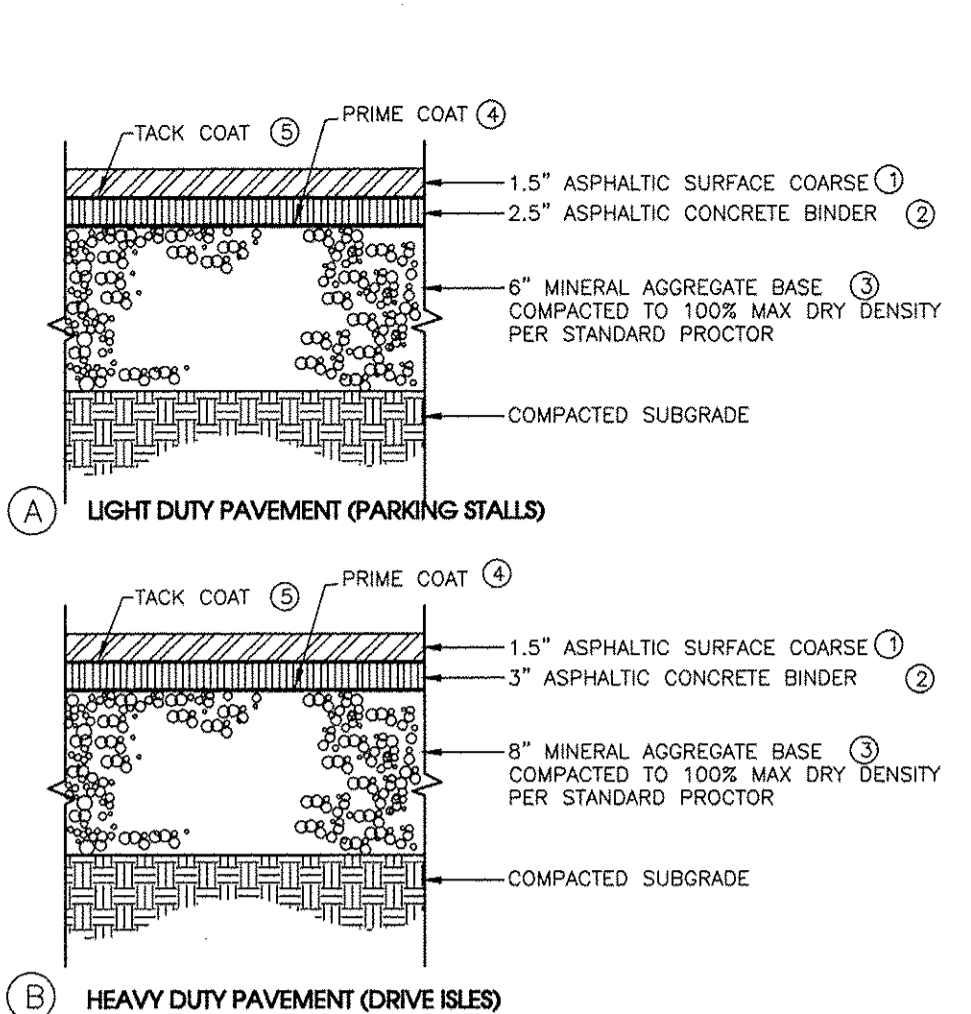 TACK COAT 5
PRIME COAT 4
1.5" ASPHALTIC SURFACE COARSE 1
2.5" ASPHALTIC CONCRETE BINDER 2
6" MINERAL AGGREGATE BASE 3
COMPACTED TO 100% MAX DRY DENSITY
PER STANDARD PROCTOR
COMPACTED SUBGRADE
A LIGHT DUTY PAVEMENT (PARKING STALLS)
TACK COAT 5
PRIME COAT 4
1.5" ASPHALTIC SURFACE COARSE 1
3" ASPHALTIC CONCRETE BINDER 2
8" MINERAL AGGREGATE BASE 3
COMPACTED TO 100% MAX DRY DENSITY
PER STANDARD PROCTOR
COMPACTED SUBGRADE
B HEAVY DUTY PAVEMENT (DRIVE ISLES)